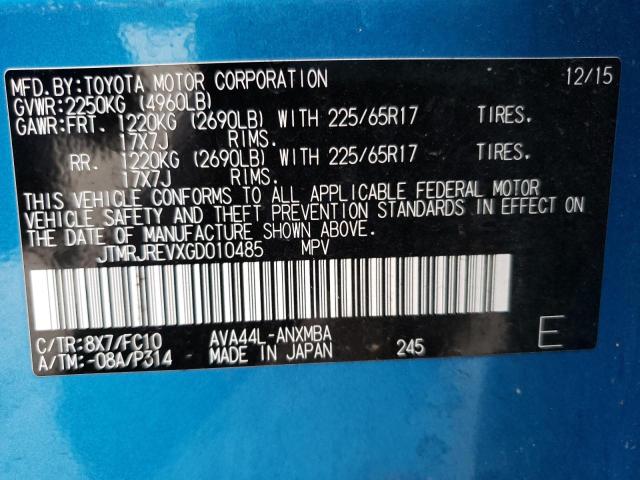 MFD.BY:TOYOTA MOTOR CORPORATION 12/15
GVWR:2250KG (4960LB)
GAWR:FRT. 1220KG (2690LB) WITH 225/65R17 TIRES.
17X7J RIMS.
RR. 1220KG (2690LB) WITH 225/65R17 TIRES.
17X7J RIMS.
THIS VEHICLE CONFORMS TO ALL APPLICABLE FEDERAL MOTOR
VEHICLE SAFETY AND THEFT PREVENTION STANDARDS IN EFFECT ON
THE DATE OF MANUFACTURE SHOWN ABOVE.
JTMRJREVXGD010485 MPV
C/TR:8X7/FC10 AVA44L-ANXMBA
A/TM:-08A/P314 MADE IN JAPAN 245 E